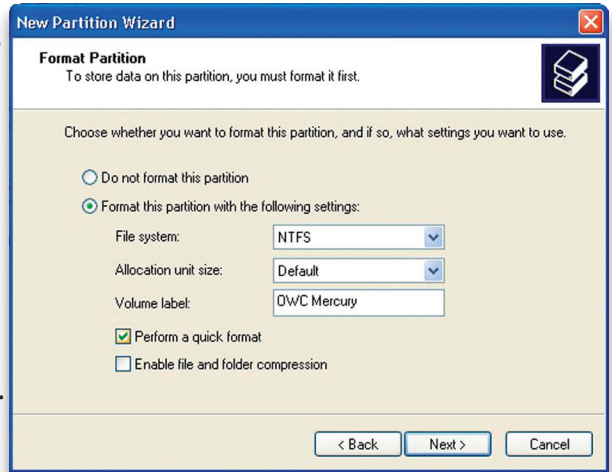 New Partition Wizard
Format Partition
To store data on this partition, you must format it first.
Choose whether you want to format this partition, and if so, what settings you want to use.
Do not format this partition
Format this partition with the following settings:
File system: NTFS
Allocation unit size: Default
Volume label: OWC Mercury
Perform a quick format
Enable file and folder compression
< Back Next > Cancel